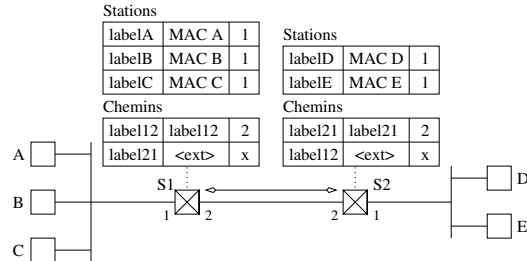 Stations
labelA MAC A 1
labelB MAC B 1
labelC MAC C 1
Chemins
label12 label12 2
label21 <ext> x
Stations
labelD MAC D 1
labelE MAC E 1
Chemins
label21 label21 2
label12 <ext> x
A
B
C
S1
1 2
S2
2 1
D
E